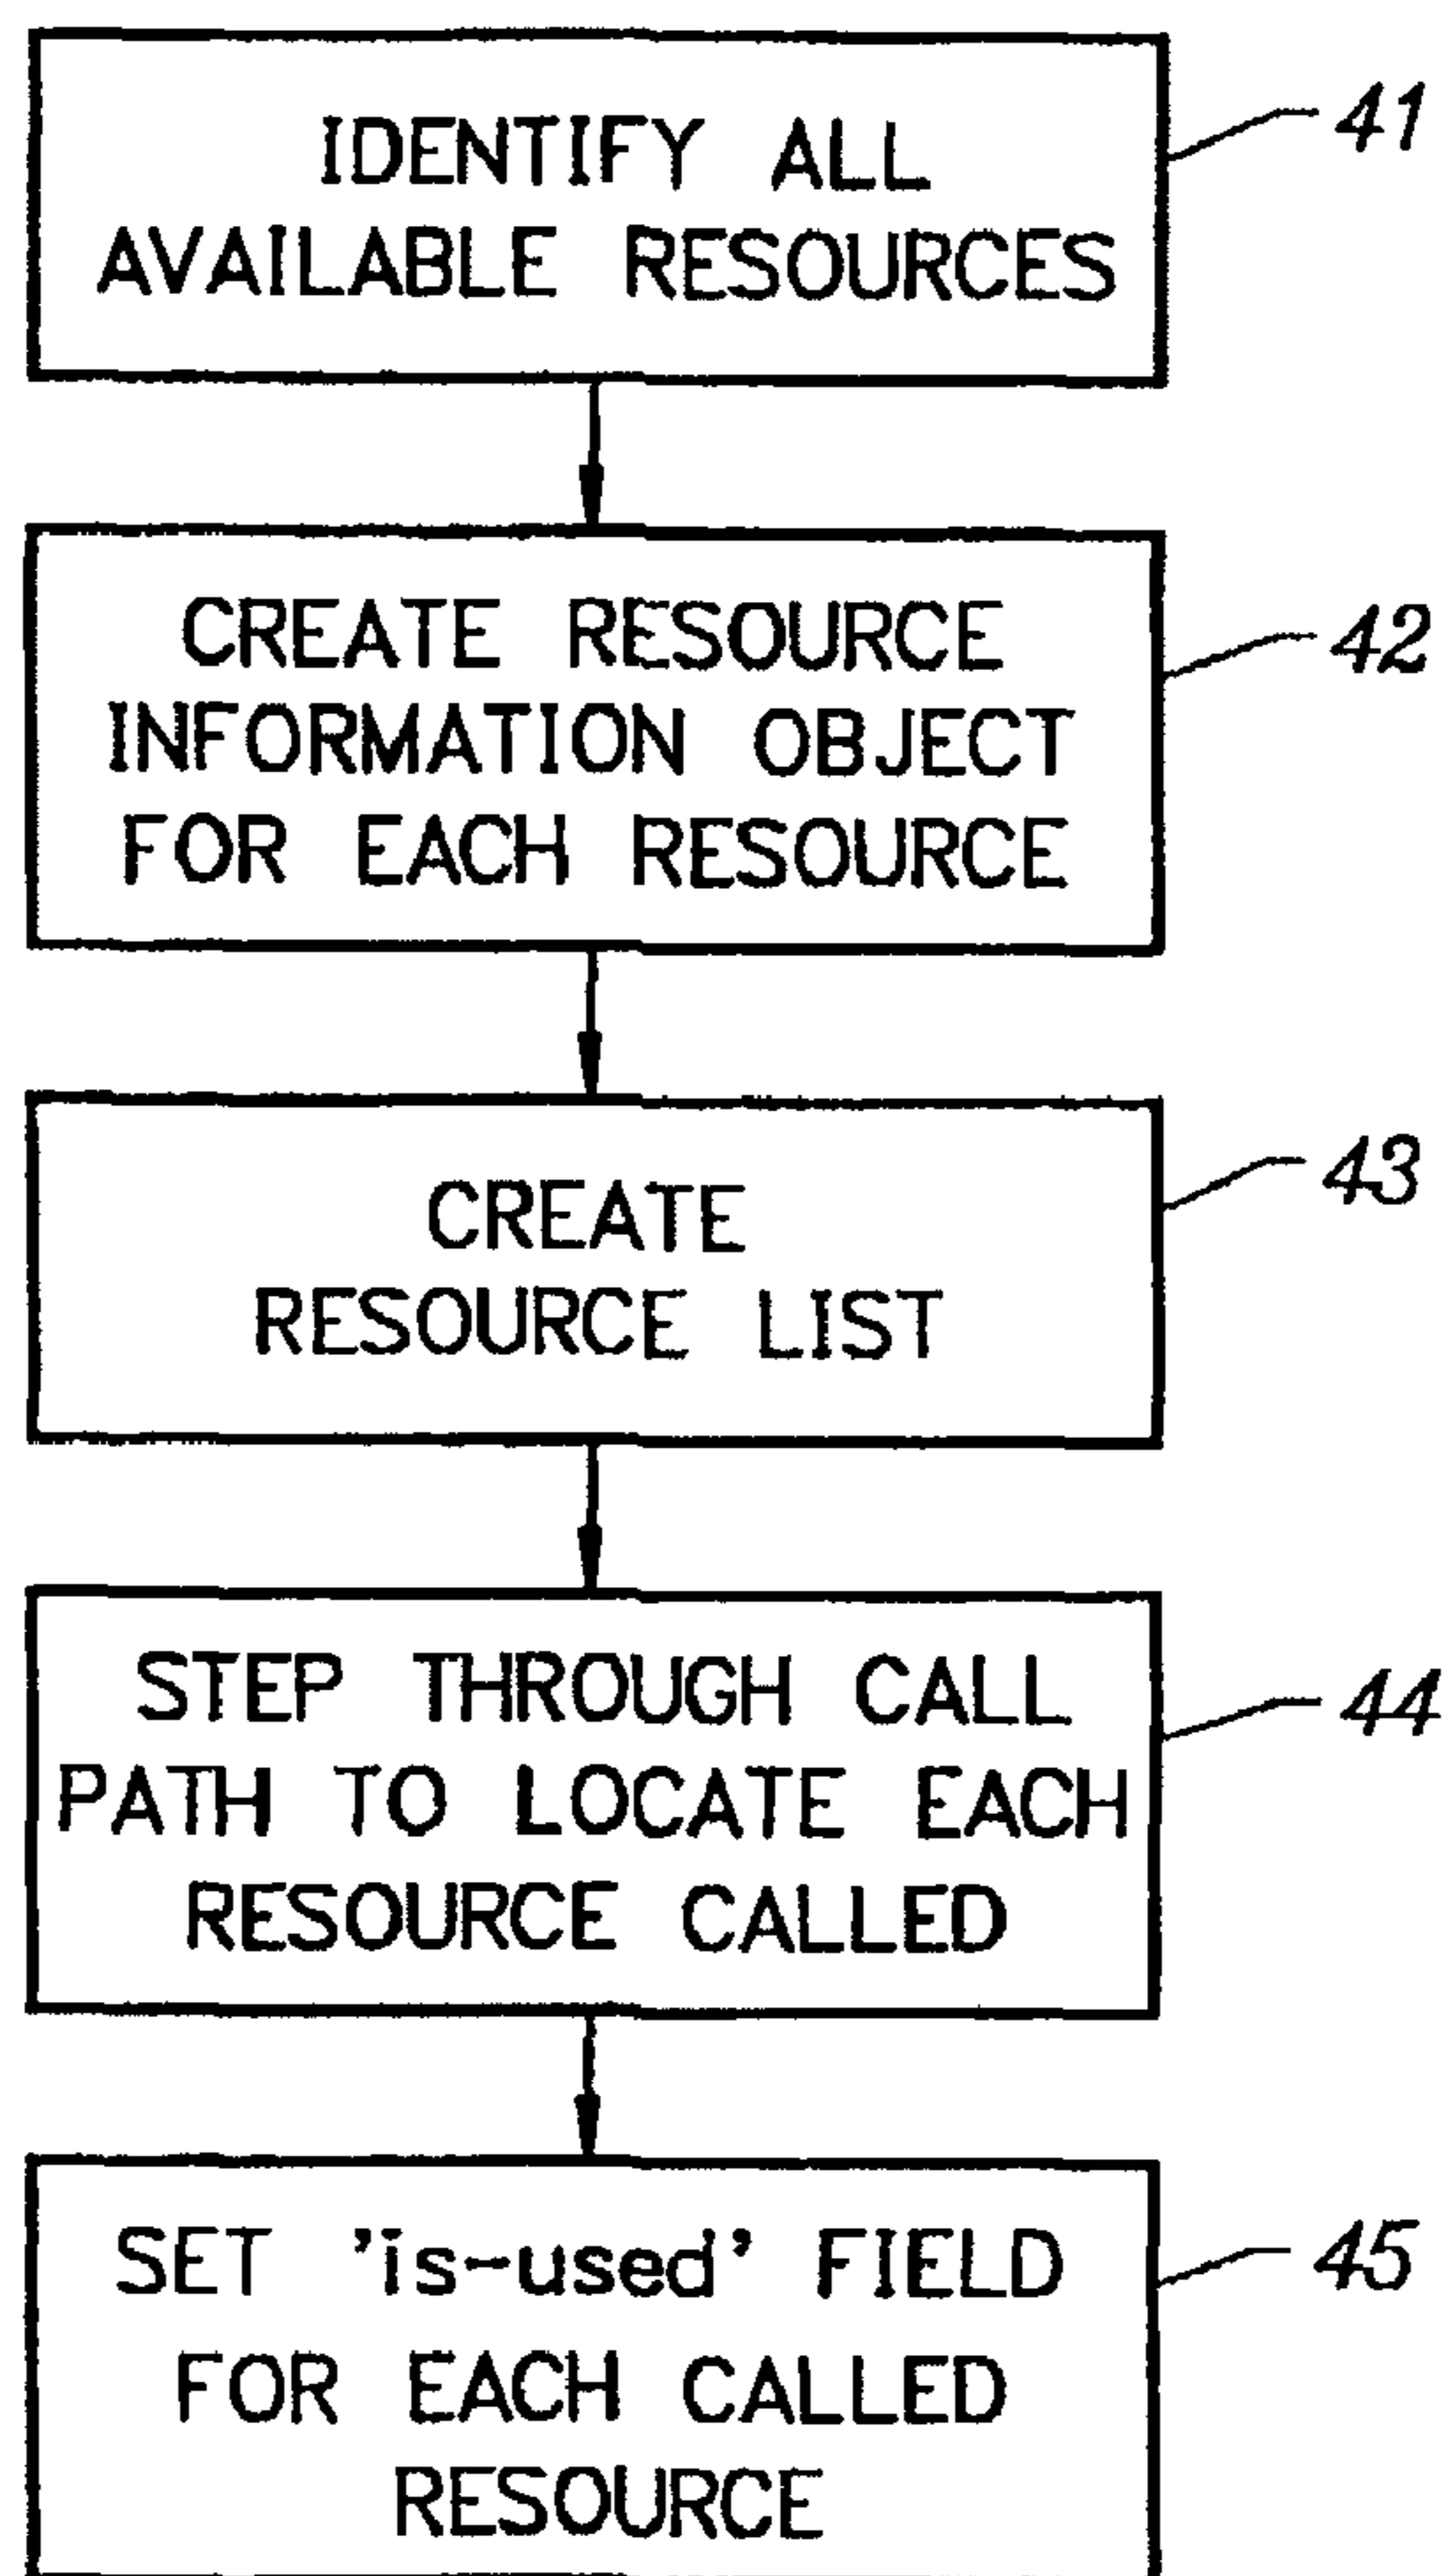 IDENTIFY ALL
AVAILABLE RESOURCES
41
CREATE RESOURCE
INFORMATION OBJECT
FOR EACH RESOURCE
42
CREATE
RESOURCE LIST
43
STEP THROUGH CALL
PATH TO LOCATE EACH
RESOURCE CALLED
44
SET 'is-used' FIELD
FOR EACH CALLED
RESOURCE
45